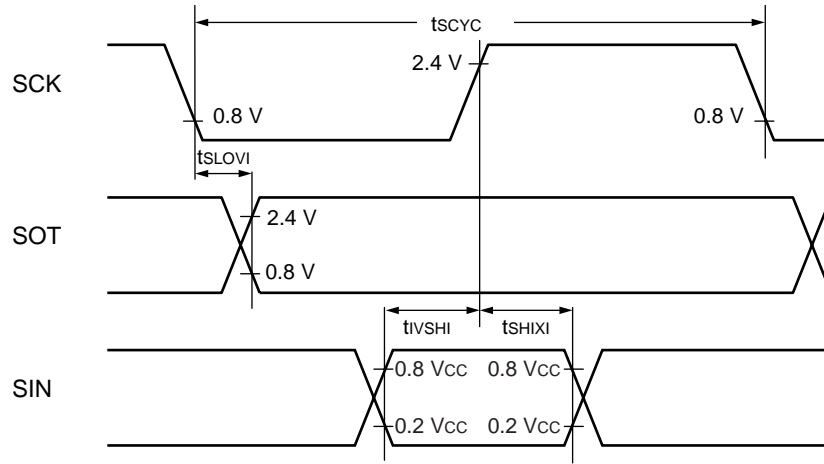 tSCYC
SCK
2.4 V
0.8 V
0.8 V
tSLOVI
SOT
2.4 V
0.8 V
tIVSHI
tSHIXI
SIN
0.8 VCC
0.8 VCC
0.2 VCC
0.2 VCC